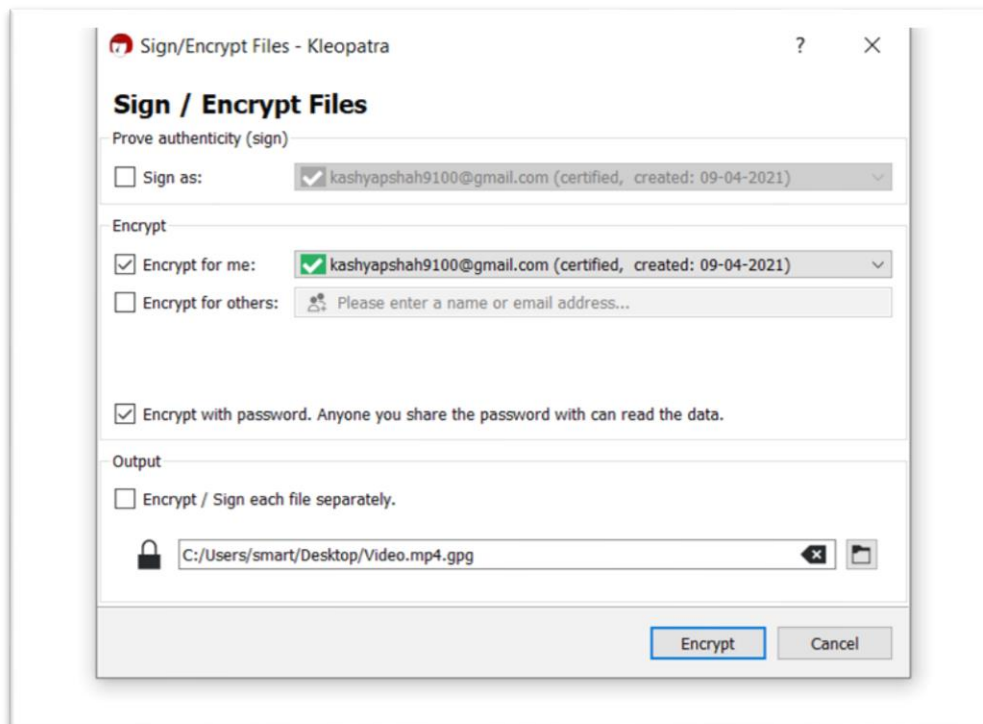 Sign/Encrypt Files - Kleopatra ?
Sign / Encrypt Files
Prove authenticity (sign)
Sign as: kashyapshah9100@gmail.com (certified, created: 09-04-2021)
Encrypt
Encrypt for me: kashyapshah9100@gmail.com (certified, created: 09-04-2021)
Encrypt for others: Please enter a name or email address...
Encrypt with password. Anyone you share the password with can read the data.
Output
Encrypt / Sign each file separately.
C:/Users/smart/Desktop/Video.mp4.gpg
Encrypt Cancel